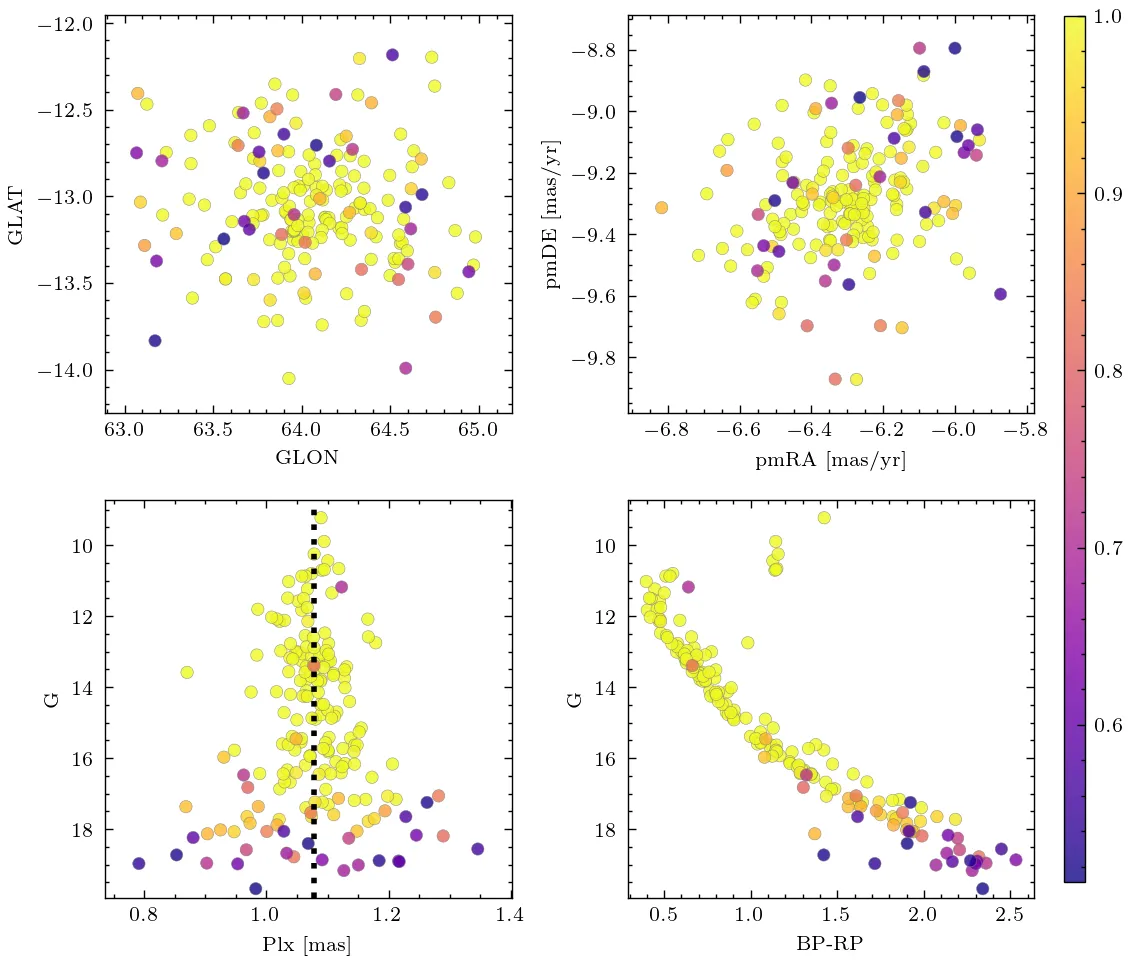 −12.0
−12.5
−13.0
−13.5
−14.0
GLAT
63.0 63.5 64.0 64.5 65.0
GLON
−8.8
−9.0
−9.2
−9.4
−9.6
−9.8
pmDE [mas/yr]
−6.8 −6.6 −6.4 −6.2 −6.0 −5.8
pmRA [mas/yr]
10
12
14
16
18
G
0.8 1.0 1.2 1.4
Plx [mas]
10
12
14
16
18
G
0.5 1.0 1.5 2.0 2.5
BP-RP
1.0
0.9
0.8
0.7
0.6